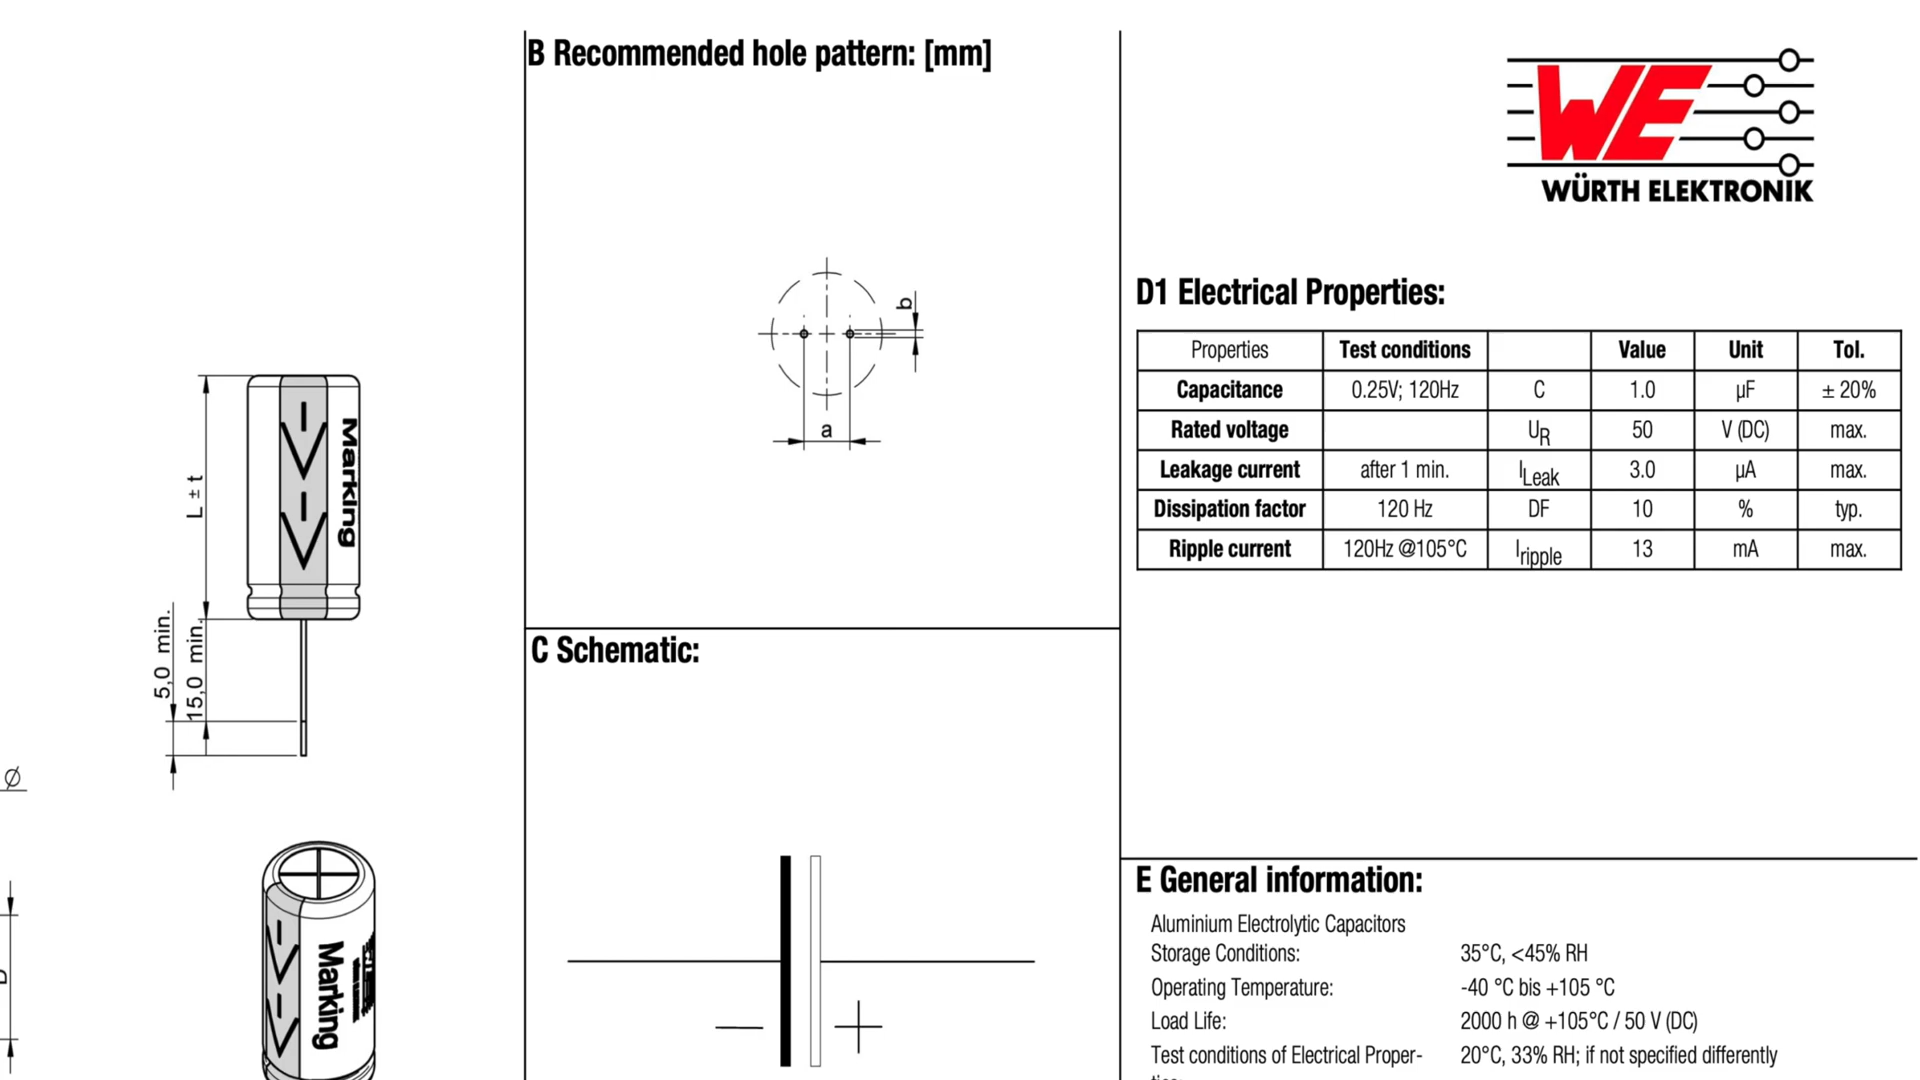 B Recommended hole pattern: [mm]
WE
WÜRTH ELEKTRONIK
b
a
D1 Electrical Properties:
Properties Test conditions Value Unit Tol.
Capacitance 0.25V; 120Hz C 1.0 µF ± 20%
Rated voltage UR 50 V (DC) max.
Leakage current after 1 min. ILeak 3.0 µA max.
Dissipation factor 120 Hz DF 10 % typ.
Ripple current 120Hz @105°C Iripple 13 mA max.
L ± t
Marking
5,0 min.
15,0 min.
Ø
Marking
C Schematic:
− +
E General information:
Aluminium Electrolytic Capacitors
Storage Conditions: 35°C, <45% RH
Operating Temperature: -40 °C bis +105 °C
Load Life: 2000 h @ +105°C / 50 V (DC)
Test conditions of Electrical Proper- 20°C, 33% RH; if not specified differently